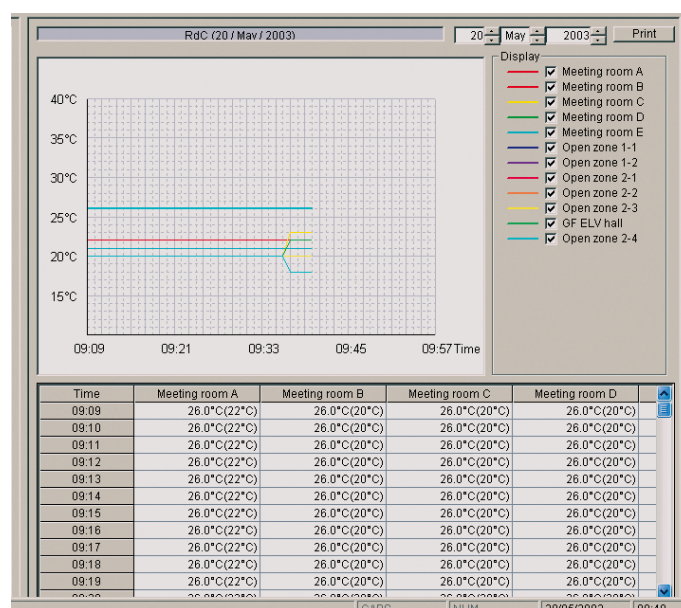 RdC (20 / May / 2003) 20 May 2003 Print
Display
Meeting room A
Meeting room B
Meeting room C
Meeting room D
Meeting room E
Open zone 1-1
Open zone 1-2
Open zone 2-1
Open zone 2-2
Open zone 2-3
GF ELV hall
Open zone 2-4
40°C
35°C
30°C
25°C
20°C
15°C
09:09 09:21 09:33 09:45 09:57 Time
Time Meeting room A Meeting room B Meeting room C Meeting room D
09:09 26.0°C(22°C) 26.0°C(20°C) 26.0°C(20°C) 26.0°C(20°C)
09:10 26.0°C(22°C) 26.0°C(20°C) 26.0°C(20°C) 26.0°C(20°C)
09:11 26.0°C(22°C) 26.0°C(20°C) 26.0°C(20°C) 26.0°C(20°C)
09:12 26.0°C(22°C) 26.0°C(20°C) 26.0°C(20°C) 26.0°C(20°C)
09:13 26.0°C(22°C) 26.0°C(20°C) 26.0°C(20°C) 26.0°C(20°C)
09:14 26.0°C(22°C) 26.0°C(20°C) 26.0°C(20°C) 26.0°C(20°C)
09:15 26.0°C(22°C) 26.0°C(20°C) 26.0°C(20°C) 26.0°C(20°C)
09:16 26.0°C(22°C) 26.0°C(20°C) 26.0°C(20°C) 26.0°C(20°C)
09:17 26.0°C(22°C) 26.0°C(20°C) 26.0°C(20°C) 26.0°C(20°C)
09:18 26.0°C(22°C) 26.0°C(20°C) 26.0°C(20°C) 26.0°C(20°C)
09:19 26.0°C(22°C) 26.0°C(20°C) 26.0°C(20°C) 26.0°C(20°C)